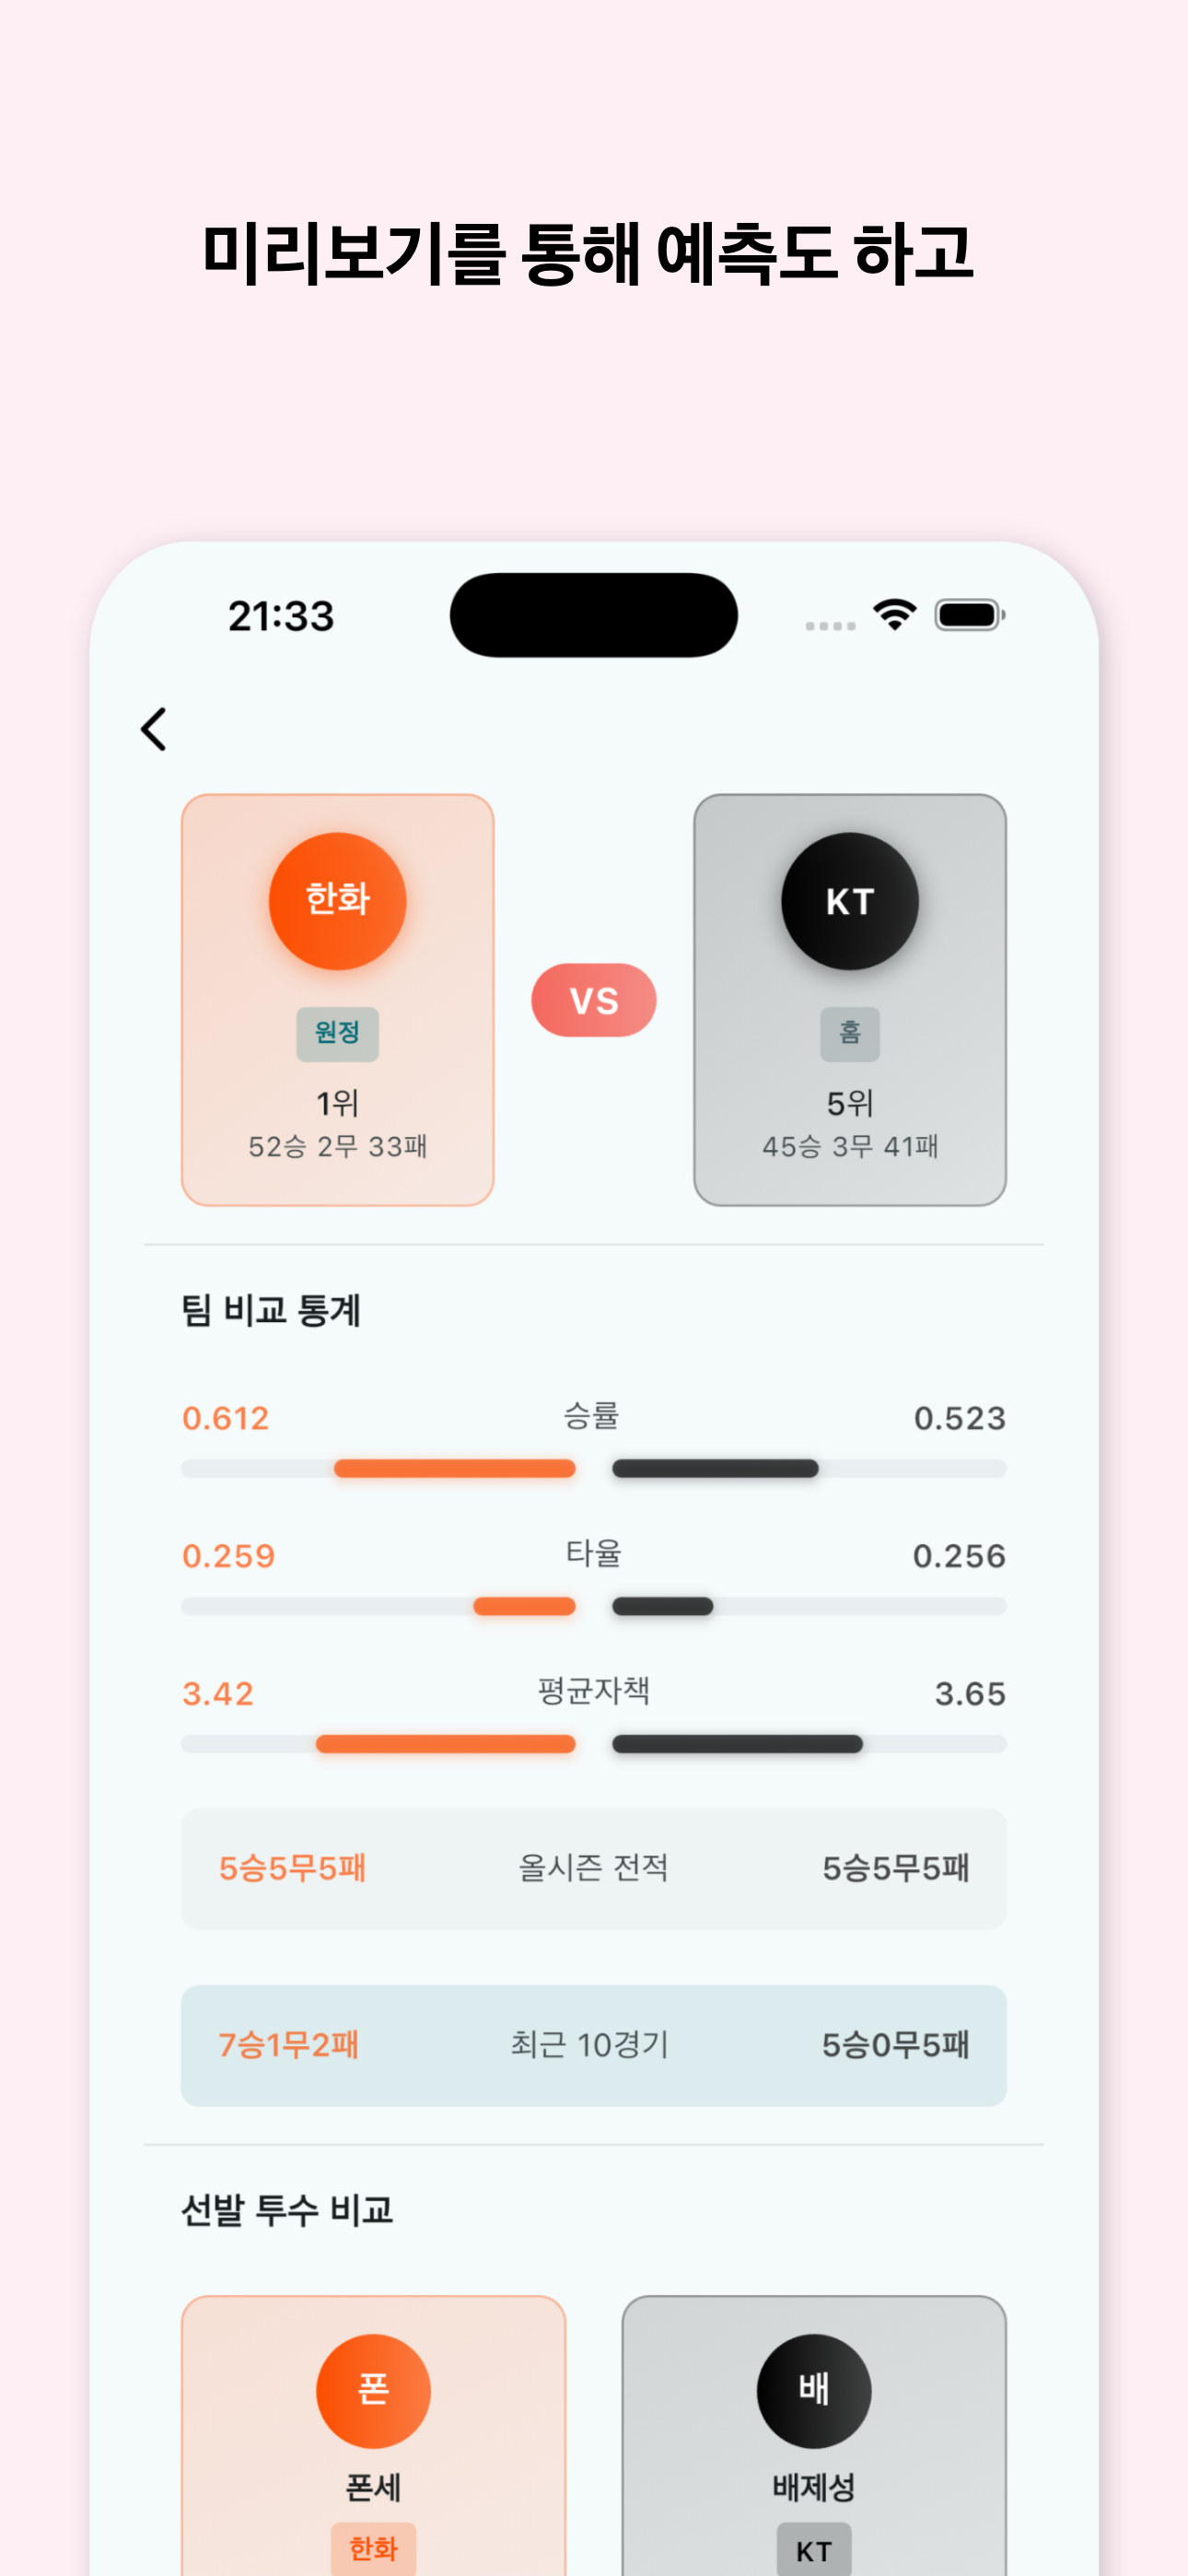 미리보기를 통해 예측도 하고
21:33
한화
KT
VS
원정
홈
1위
5위
52승 2무 33패
45승 3무 41패
팀 비교 통계
0.612 승률 0.523
0.259 타율 0.256
3.42 평균자책 3.65
5승5무5패 올시즌 전적 5승5무5패
7승1무2패 최근 10경기 5승0무5패
선발 투수 비교
폰
배
폰세
배제성
한화
KT